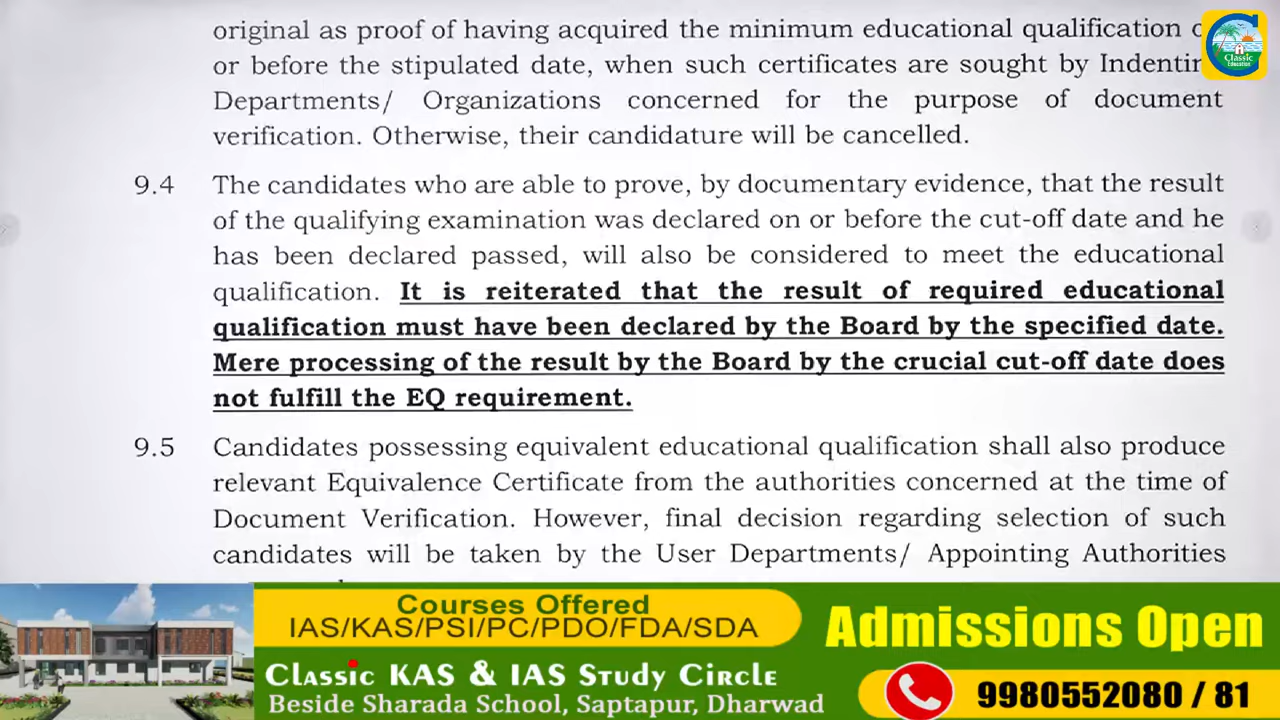 original as proof of having acquired the minimum educational qualification
or before the stipulated date, when such certificates are sought by
Departments/ Organizations concerned for the purpose of document
verification. Otherwise, their candidature will be cancelled.
9.4 The candidates who are able to prove, by documentary evidence, that the result
of the qualifying examination was declared on or before the cut-off date and he
has been declared passed, will also be considered to meet the educational
qualification. It is reiterated that the result of required educational
qualification must have been declared by the Board by the specified date.
Mere processing of the result by the Board by the crucial cut-off date does
not fulfill the EQ requirement.
9.5 Candidates possessing equivalent educational qualification shall also produce
relevant Equivalence Certificate from the authorities concerned at the time of
Document Verification. However, final decision regarding selection of such
candidates will be taken by the User Departments/ Appointing Authorities
Classic
Education
Courses Offered
IAS/KAS/PSI/PC/PDO/FDA/SDA
Classic KAS & IAS Study Circle
Beside Sharada School, Saptapur, Dharwad
Admissions Open
9980552080 / 81